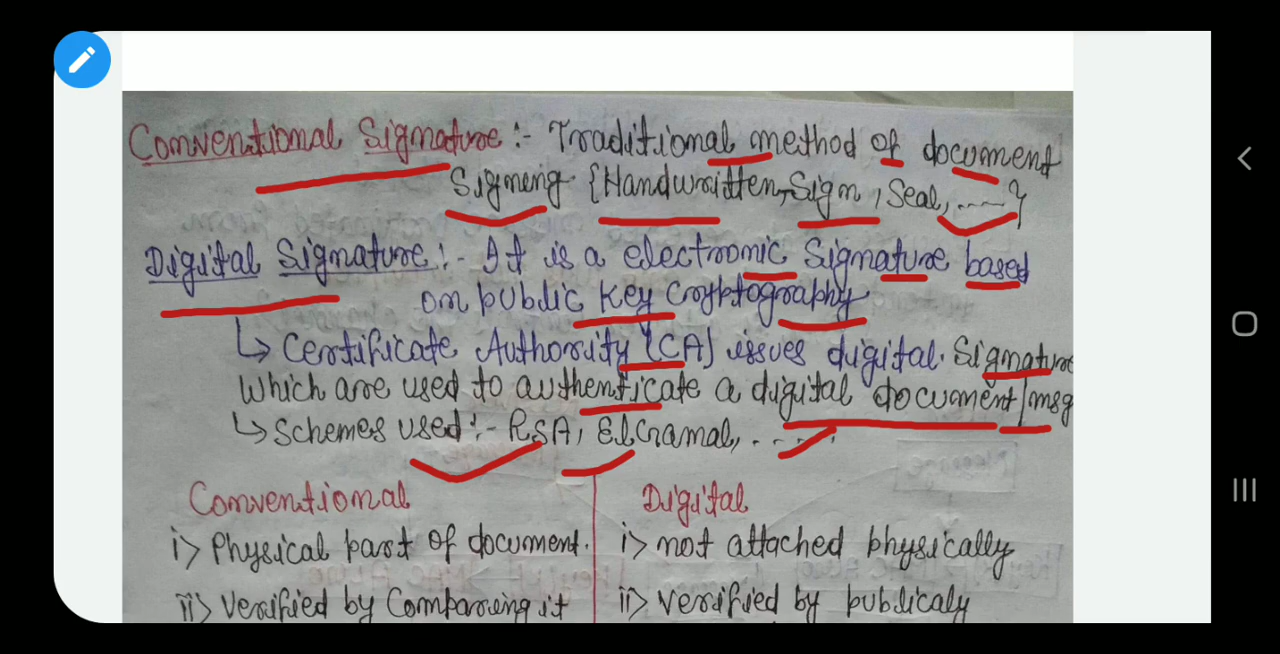 Conventional Signature :- Traditional method of document
Signeng {Handwritten, Sign, Seal, ......}
Digital Signature :- It is a electronic Signature based
on public key Cryptography
↳ Certificate Authority (CA) issues digital Signature
which are used to authenticate a digital document/msg
↳ Schemes used :- RSA, ElGamal, .....
Conventional
Digital
i> Physical part of document.
i> not attached physically
ii> Verified by Comparing it
ii> Verified by publicaly